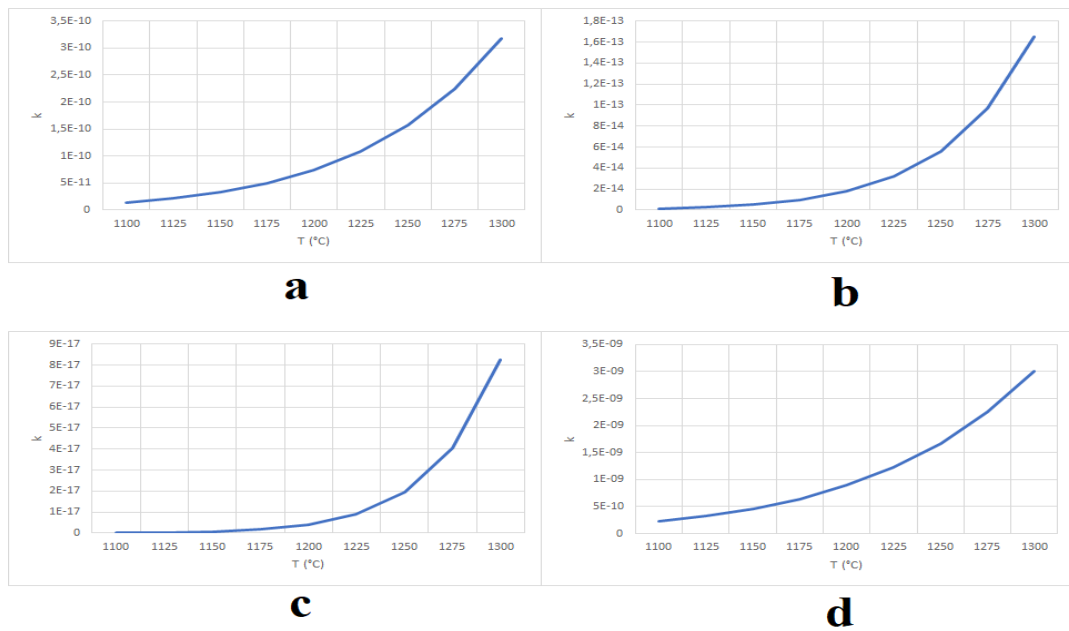 3,5E-10
3E-10
2,5E-10
2E-10
1,5E-10
1E-10
5E-11
0
k
1100 1125 1150 1175 1200 1225 1250 1275 1300
T (°C)
a
1,8E-13
1,6E-13
1,4E-13
1,2E-13
1E-13
8E-14
6E-14
4E-14
2E-14
0
k
1100 1125 1150 1175 1200 1225 1250 1275 1300
T (°C)
b
9E-17
8E-17
7E-17
6E-17
5E-17
4E-17
3E-17
2E-17
1E-17
0
k
1100 1125 1150 1175 1200 1225 1250 1275 1300
T (°C)
c
3,5E-09
3E-09
2,5E-09
2E-09
1,5E-09
1E-09
5E-10
0
k
1100 1125 1150 1175 1200 1225 1250 1275 1300
T (°C)
d